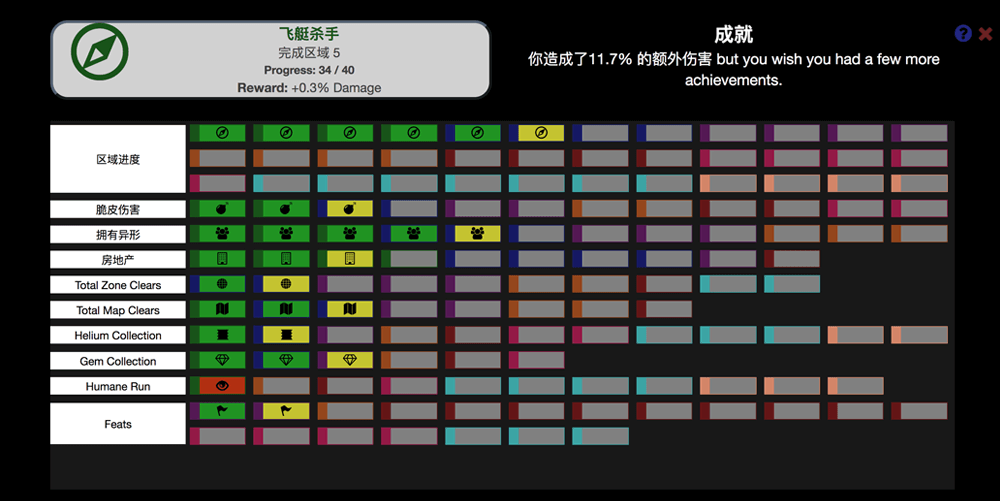 飞艇杀手
完成区域 5
Progress: 34 / 40
Reward: +0.3% Damage
成就
你造成了11.7% 的额外伤害 but you wish you had a few more
achievements.
区域进度
脆皮伤害
拥有异形
房地产
Total Zone Clears
Total Map Clears
Helium Collection
Gem Collection
Humane Run
Feats